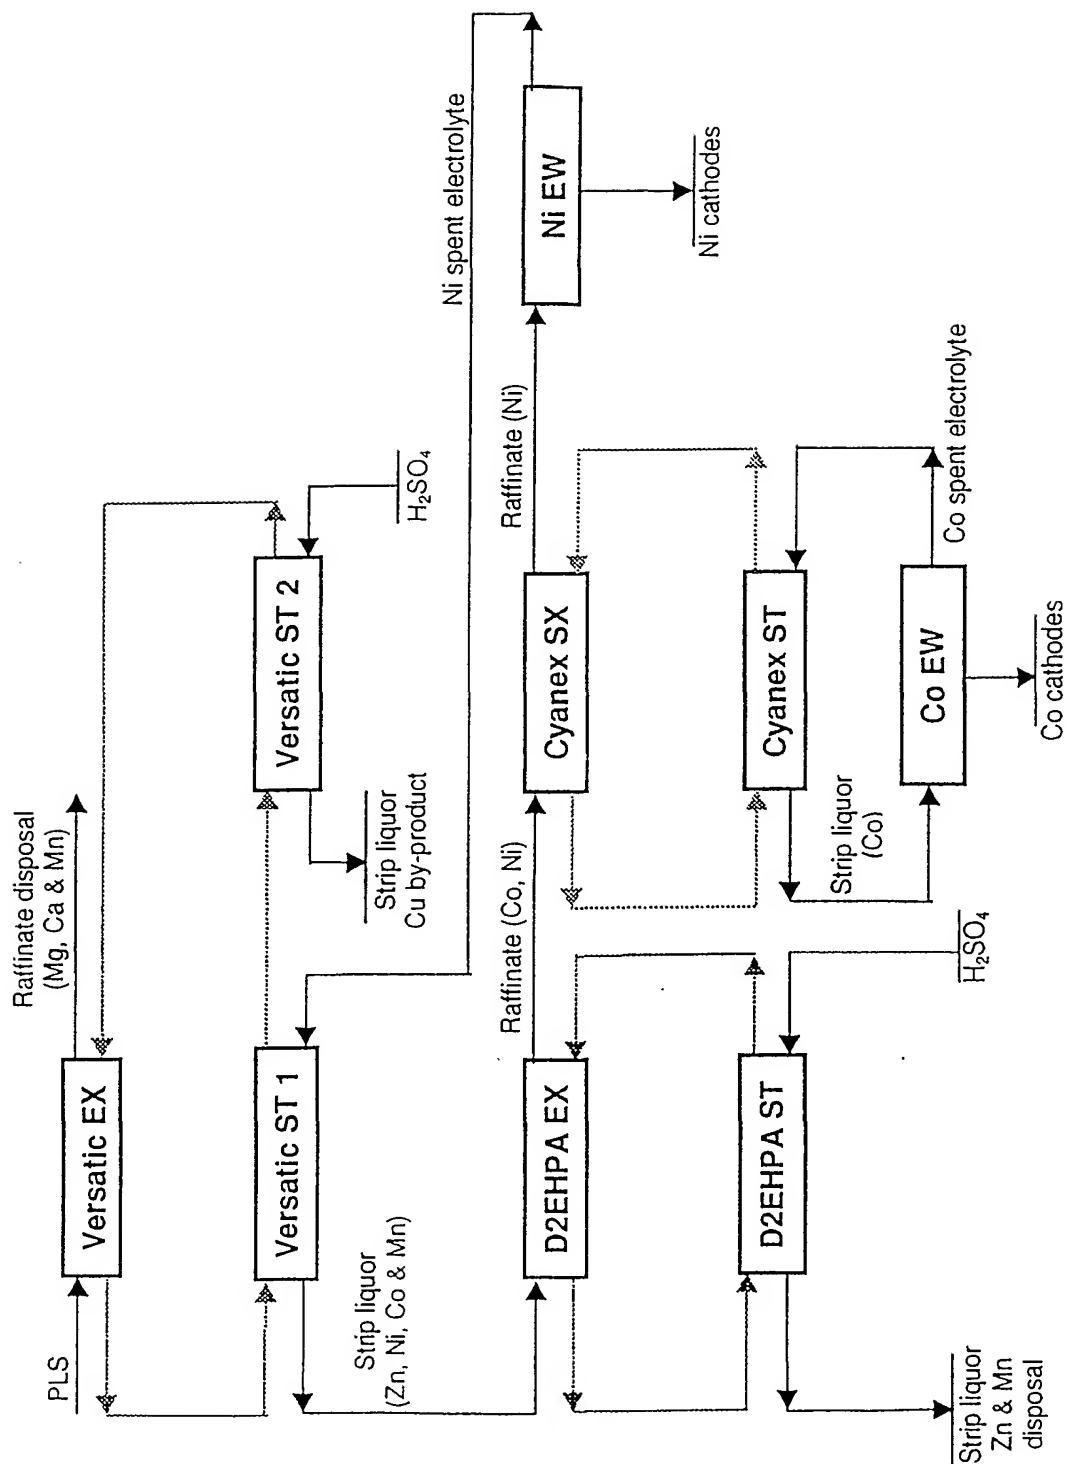 PLS
Versatic EX
Raffinate disposal
(Mg, Ca & Mn)
Versatic ST 1
Versatic ST 2
H₂SO₄
Strip liquor
Cu by-product
Strip liquor
(Zn, Ni, Co & Mn)
Ni spent electrolyte
D2EHPA EX
Raffinate (Co, Ni)
Cyanex SX
Raffinate (Ni)
Ni EW
Ni cathodes
D2EHPA ST
H₂SO₄
Strip liquor
Zn & Mn
disposal
Cyanex ST
Strip liquor
(Co)
Co EW
Co spent electrolyte
Co cathodes